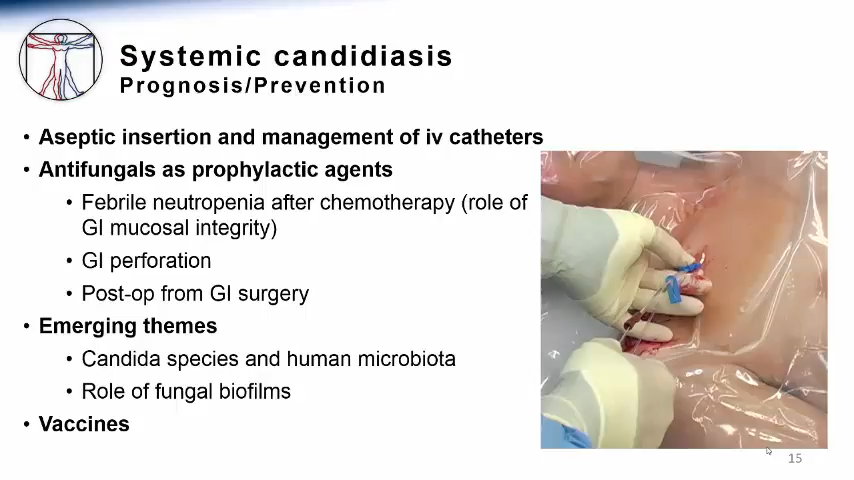 Systemic candidiasis
Prognosis/Prevention
• Aseptic insertion and management of iv catheters
• Antifungals as prophylactic agents
• Febrile neutropenia after chemotherapy (role of
GI mucosal integrity)
• GI perforation
• Post-op from GI surgery
• Emerging themes
• Candida species and human microbiota
• Role of fungal biofilms
• Vaccines
15